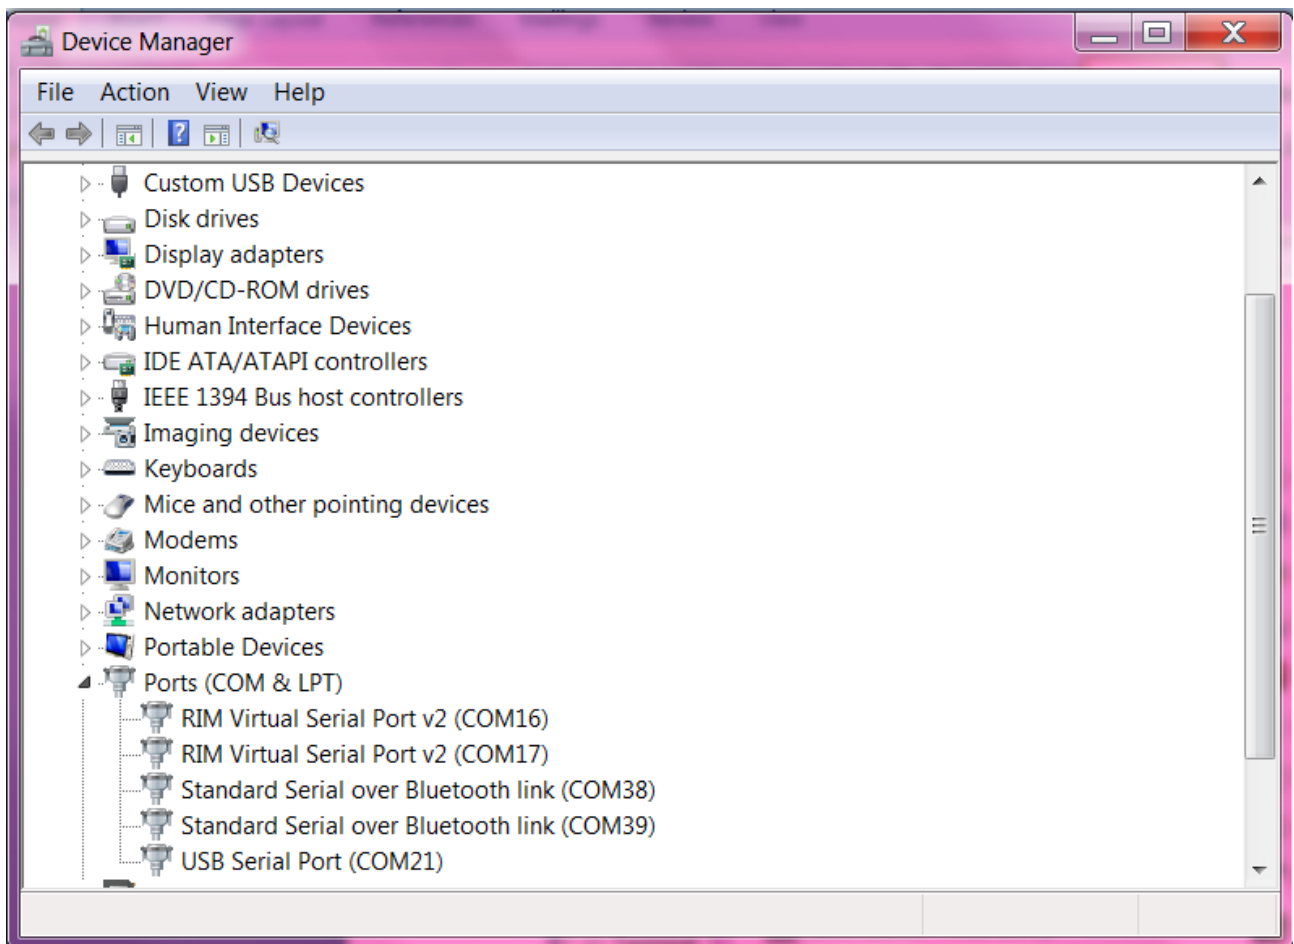 Device Manager
File Action View Help
Custom USB Devices
Disk drives
Display adapters
DVD/CD-ROM drives
Human Interface Devices
IDE ATA/ATAPI controllers
IEEE 1394 Bus host controllers
Imaging devices
Keyboards
Mice and other pointing devices
Modems
Monitors
Network adapters
Portable Devices
Ports (COM & LPT)
RIM Virtual Serial Port v2 (COM16)
RIM Virtual Serial Port v2 (COM17)
Standard Serial over Bluetooth link (COM38)
Standard Serial over Bluetooth link (COM39)
USB Serial Port (COM21)